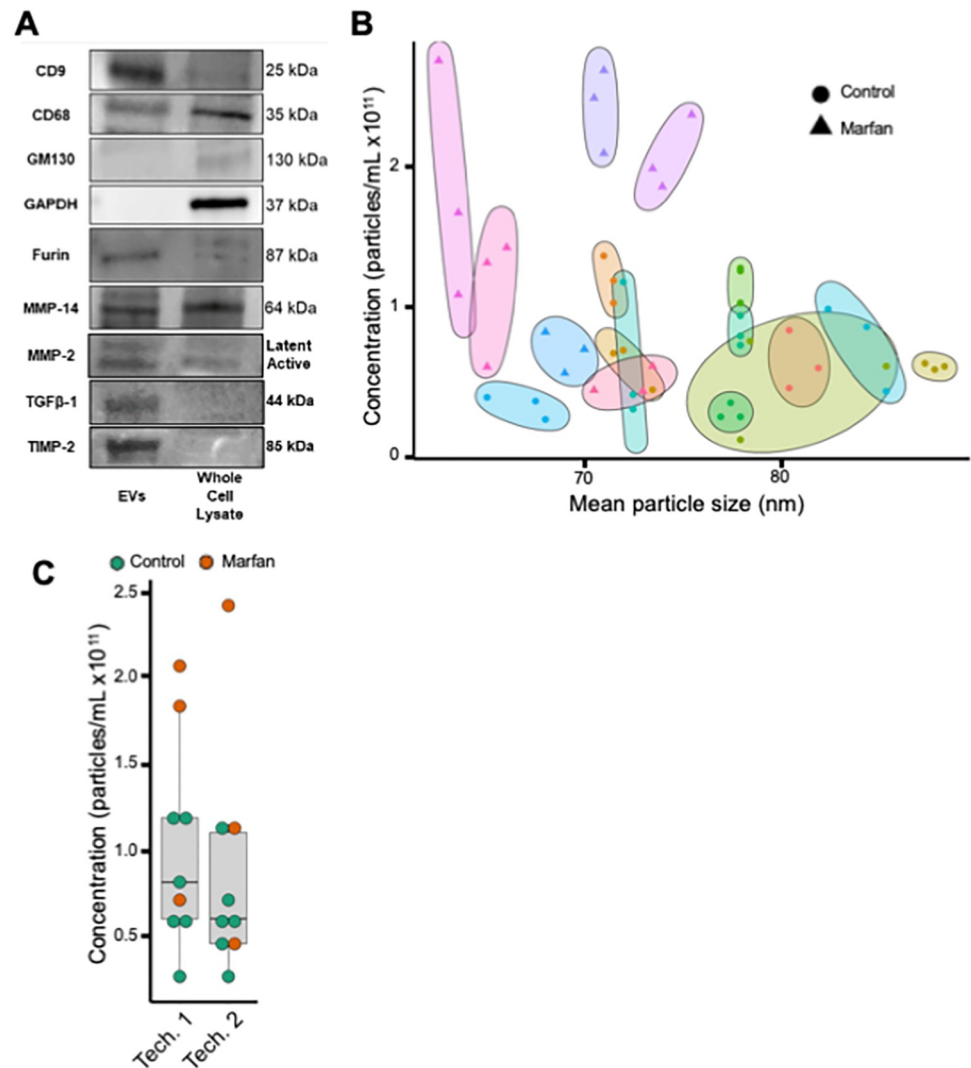 A
CD9
25 kDa
CD68
35 kDa
GM130
130 kDa
GAPDH
37 kDa
Furin
87 kDa
MMP-14
64 kDa
MMP-2
Latent
Active
TGFβ-1
44 kDa
TIMP-2
85 kDa
EVs
Whole
Cell
Lysate
B
Concentration (particles/mL x10¹¹)
2
1
0
70
80
Mean particle size (nm)
Control
Marfan
C
Control
Marfan
Concentration (particles/mL x10¹¹)
2.5
2.0
1.5
1.0
0.5
Tech. 1
Tech. 2